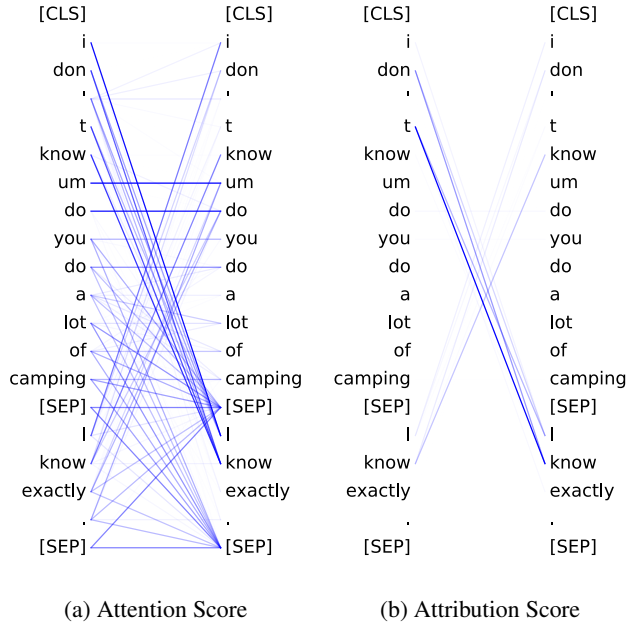 [CLS] [CLS] [CLS] [CLS]
i i i i
don don don don
' ' ' '
t t t t
know know know know
um um um um
do do do do
you you you you
do do do do
a a a a
lot lot lot lot
of of of of
camping camping camping camping
[SEP] [SEP] [SEP] [SEP]
I I I I
know know know know
exactly exactly exactly exactly
. . . .
[SEP] [SEP] [SEP] [SEP]
(a) Attention Score (b) Attribution Score